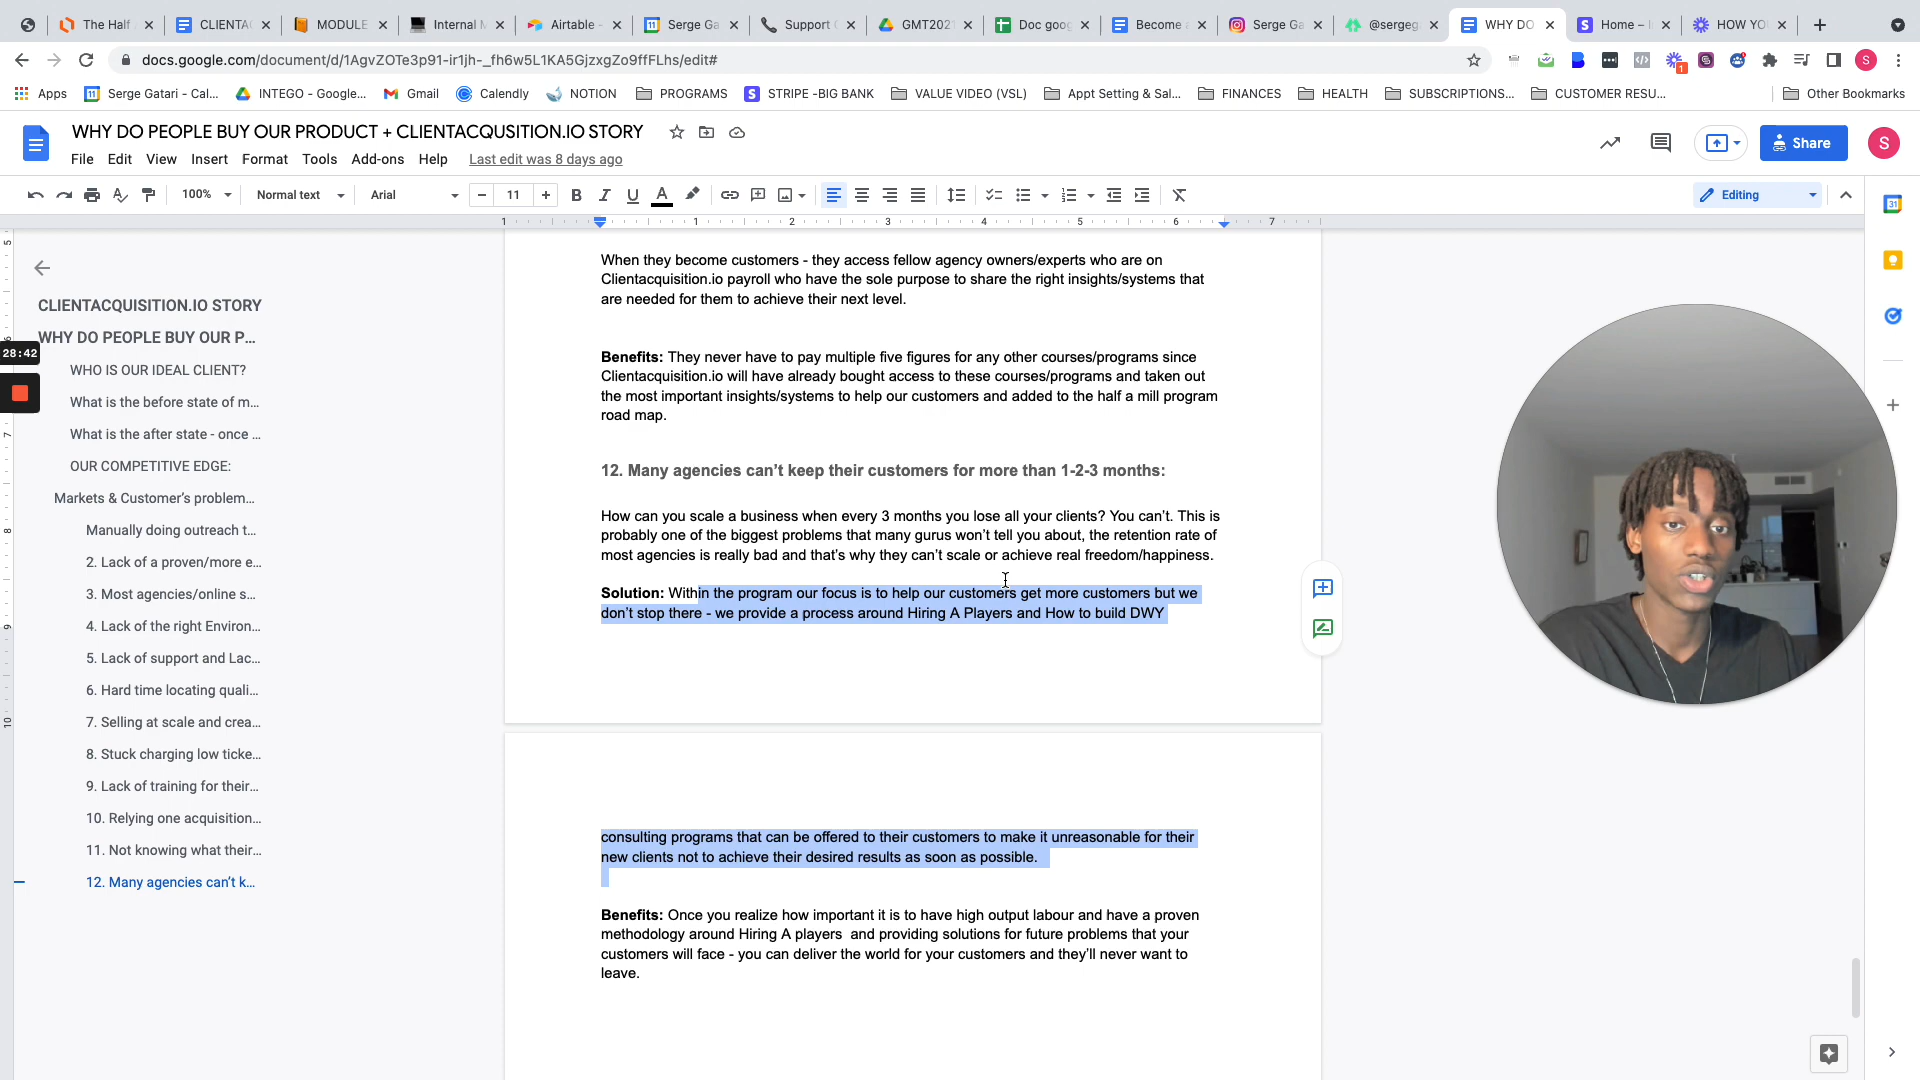 The Half
CLIENTA
MODULE
Internal M
Airtable -
Serge Ga
Support
GMT2021
Doc goog
Become a
Serge Ga
@sergega
WHY DO
Home –
HOW YO
docs.google.com/document/d/1AgvZOTe3p91-ir1jh-_fh6w5L1KA5GjzxgZo9ffFLhs/edit#
S
Apps
Serge Gatari - Cal...
INTEGO - Google...
Gmail
Calendly
NOTION
PROGRAMS
STRIPE -BIG BANK
VALUE VIDEO (VSL)
Appt Setting & Sal...
FINANCES
HEALTH
SUBSCRIPTIONS...
CUSTOMER RESU...
Other Bookmarks
WHY DO PEOPLE BUY OUR PRODUCT + CLIENTACQUSITION.IO STORY
File Edit View Insert Format Tools Add-ons Help Last edit was 8 days ago
Share
S
100% Normal text Arial 11
Editing
1 1 2 3 4 5 6 7
28:42
CLIENTACQUISITION.IO STORY
WHY DO PEOPLE BUY OUR P...
WHO IS OUR IDEAL CLIENT?
What is the before state of m...
What is the after state - once ...
OUR COMPETITIVE EDGE:
Markets & Customer's problem...
Manually doing outreach t...
2. Lack of a proven/more e...
3. Most agencies/online s...
4. Lack of the right Environ...
5. Lack of support and Lac...
6. Hard time locating quali...
7. Selling at scale and crea...
8. Stuck charging low ticke...
9. Lack of training for their...
10. Relying one acquisition...
11. Not knowing what their...
12. Many agencies can't k...
When they become customers - they access fellow agency owners/experts who are on
Clientacquisition.io payroll who have the sole purpose to share the right insights/systems that
are needed for them to achieve their next level.
Benefits: They never have to pay multiple five figures for any other courses/programs since
Clientacquisition.io will have already bought access to these courses/programs and taken out
the most important insights/systems to help our customers and added to the half a mill program
road map.
12. Many agencies can't keep their customers for more than 1-2-3 months:
How can you scale a business when every 3 months you lose all your clients? You can't. This is
probably one of the biggest problems that many gurus won't tell you about, the retention rate of
most agencies is really bad and that's why they can't scale or achieve real freedom/happiness.
Solution: Within the program our focus is to help our customers get more customers but we
don't stop there - we provide a process around Hiring A Players and How to build DWY
consulting programs that can be offered to their customers to make it unreasonable for their
new clients not to achieve their desired results as soon as possible.
Benefits: Once you realize how important it is to have high output labour and have a proven
methodology around Hiring A players and providing solutions for future problems that your
customers will face - you can deliver the world for your customers and they'll never want to
leave.